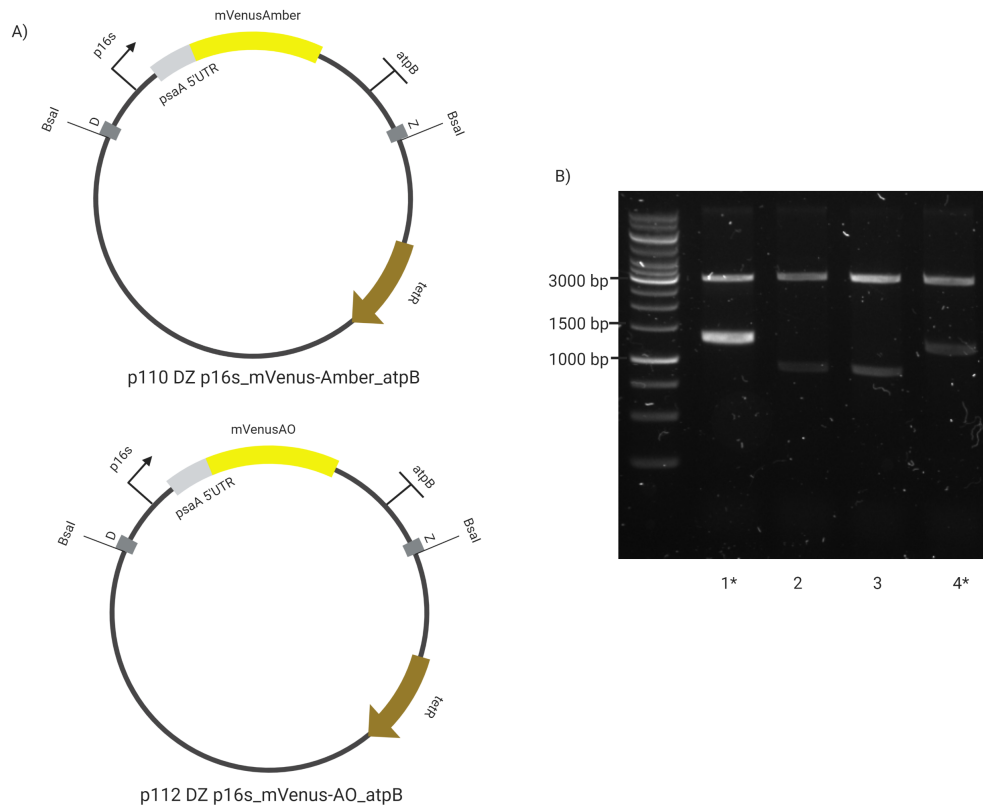 A)
mVenusAmber
p16s
psaA 5'UTR
atpB
BsaI
D
Z
BsaI
tetR
p110 DZ p16s_mVenus-Amber_atpB
mVenusAO
p16s
psaA 5'UTR
atpB
BsaI
D
Z
BsaI
tetR
p112 DZ p16s_mVenus-AO_atpB
B)
3000 bp
1500 bp
1000 bp
1* 2 3 4*